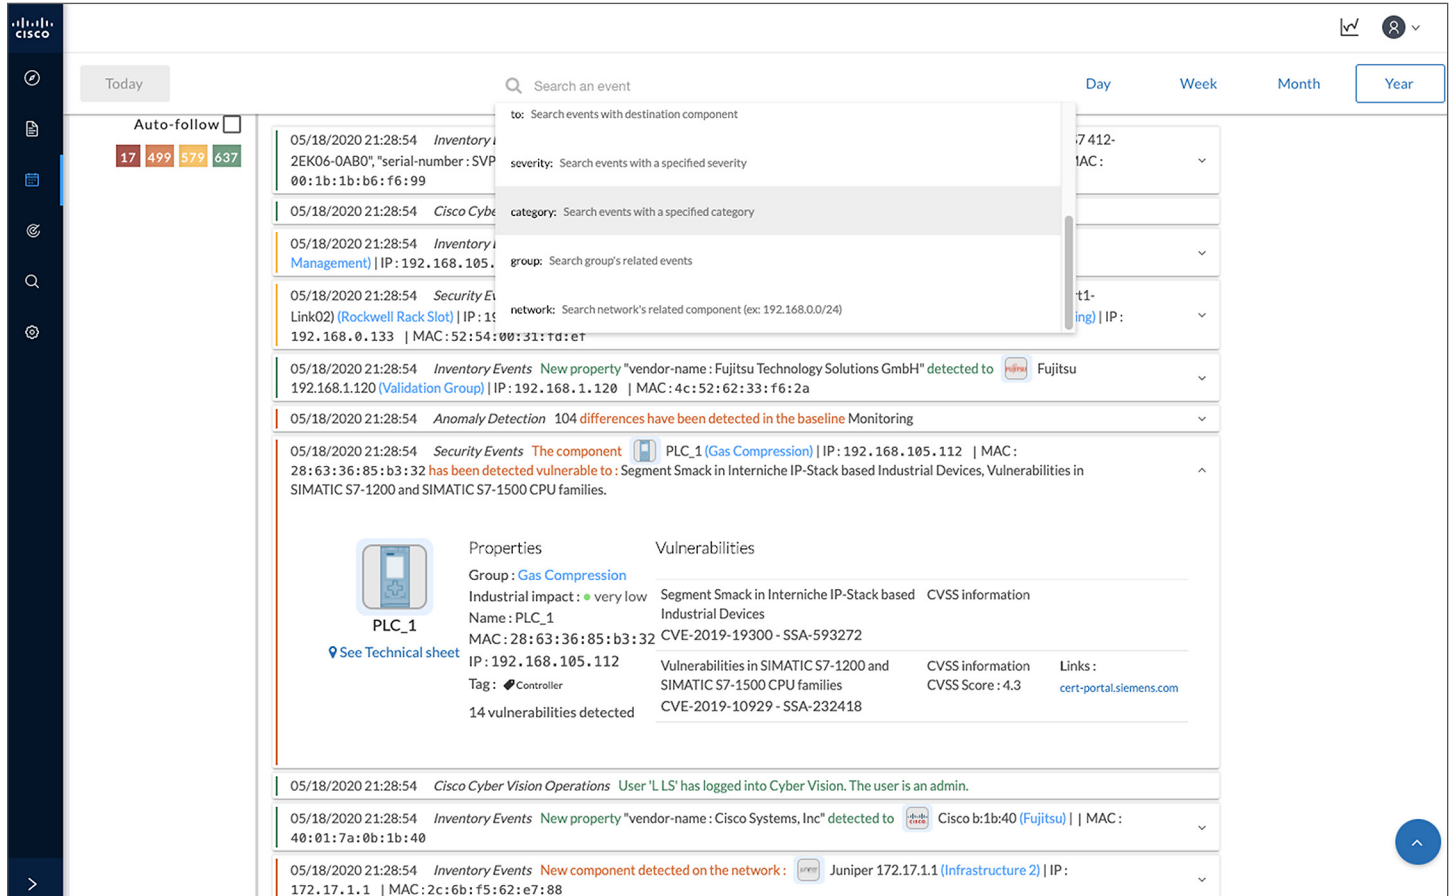 cisco
Today
Search an event
Day
Week
Month
Year
Auto-follow
17 499 579 637
to: Search events with destination component
severity: Search events with a specified severity
category: Search events with a specified category
group: Search group's related events
network: Search network's related component (ex: 192.168.0.0/24)
05/18/2020 21:28:54 Inventory 412-
2EK06-0AB0", "serial-number : SVP MAC :
00:1b:1b:b6:f6:99
05/18/2020 21:28:54 Cisco Cybe
05/18/2020 21:28:54 Inventory
Management) | IP : 192.168.105.
05/18/2020 21:28:54 Security Ev rt1-
Link02) (Rockwell Rack Slot) | IP : 19 ing) | IP :
192.168.0.133 | MAC : 52:54:00:31:fd:ef
05/18/2020 21:28:54 Inventory Events New property "vendor-name : Fujitsu Technology Solutions GmbH" detected to FUJITSU Fujitsu
192.168.1.120 (Validation Group) | IP : 192.168.1.120 | MAC : 4c:52:62:33:f6:2a
05/18/2020 21:28:54 Anomaly Detection 104 differences have been detected in the baseline Monitoring
05/18/2020 21:28:54 Security Events The component PLC_1 (Gas Compression) | IP : 192.168.105.112 | MAC :
28:63:36:85:b3:32 has been detected vulnerable to : Segment Smack in Interniche IP-Stack based Industrial Devices, Vulnerabilities in
SIMATIC S7-1200 and SIMATIC S7-1500 CPU families.
PLC_1
See Technical sheet
Properties
Group : Gas Compression
Industrial impact : very low
Name : PLC_1
MAC : 28:63:36:85:b3:32
IP : 192.168.105.112
Tag : Controller
14 vulnerabilities detected
Vulnerabilities
Segment Smack in Interniche IP-Stack based CVSS information
Industrial Devices
CVE-2019-19300 - SSA-593272
Vulnerabilities in SIMATIC S7-1200 and CVSS information Links :
SIMATIC S7-1500 CPU families CVSS Score : 4.3 cert-portal.siemens.com
CVE-2019-10929 - SSA-232418
05/18/2020 21:28:54 Cisco Cyber Vision Operations User 'L LS' has logged into Cyber Vision. The user is an admin.
05/18/2020 21:28:54 Inventory Events New property "vendor-name : Cisco Systems, Inc" detected to cisco Cisco b:1b:40 (Fujitsu) | | MAC :
40:01:7a:0b:1b:40
05/18/2020 21:28:54 Inventory Events New component detected on the network : Juniper 172.17.1.1 (Infrastructure 2) | IP :
172.17.1.1 | MAC : 2c:6b:f5:62:e7:88